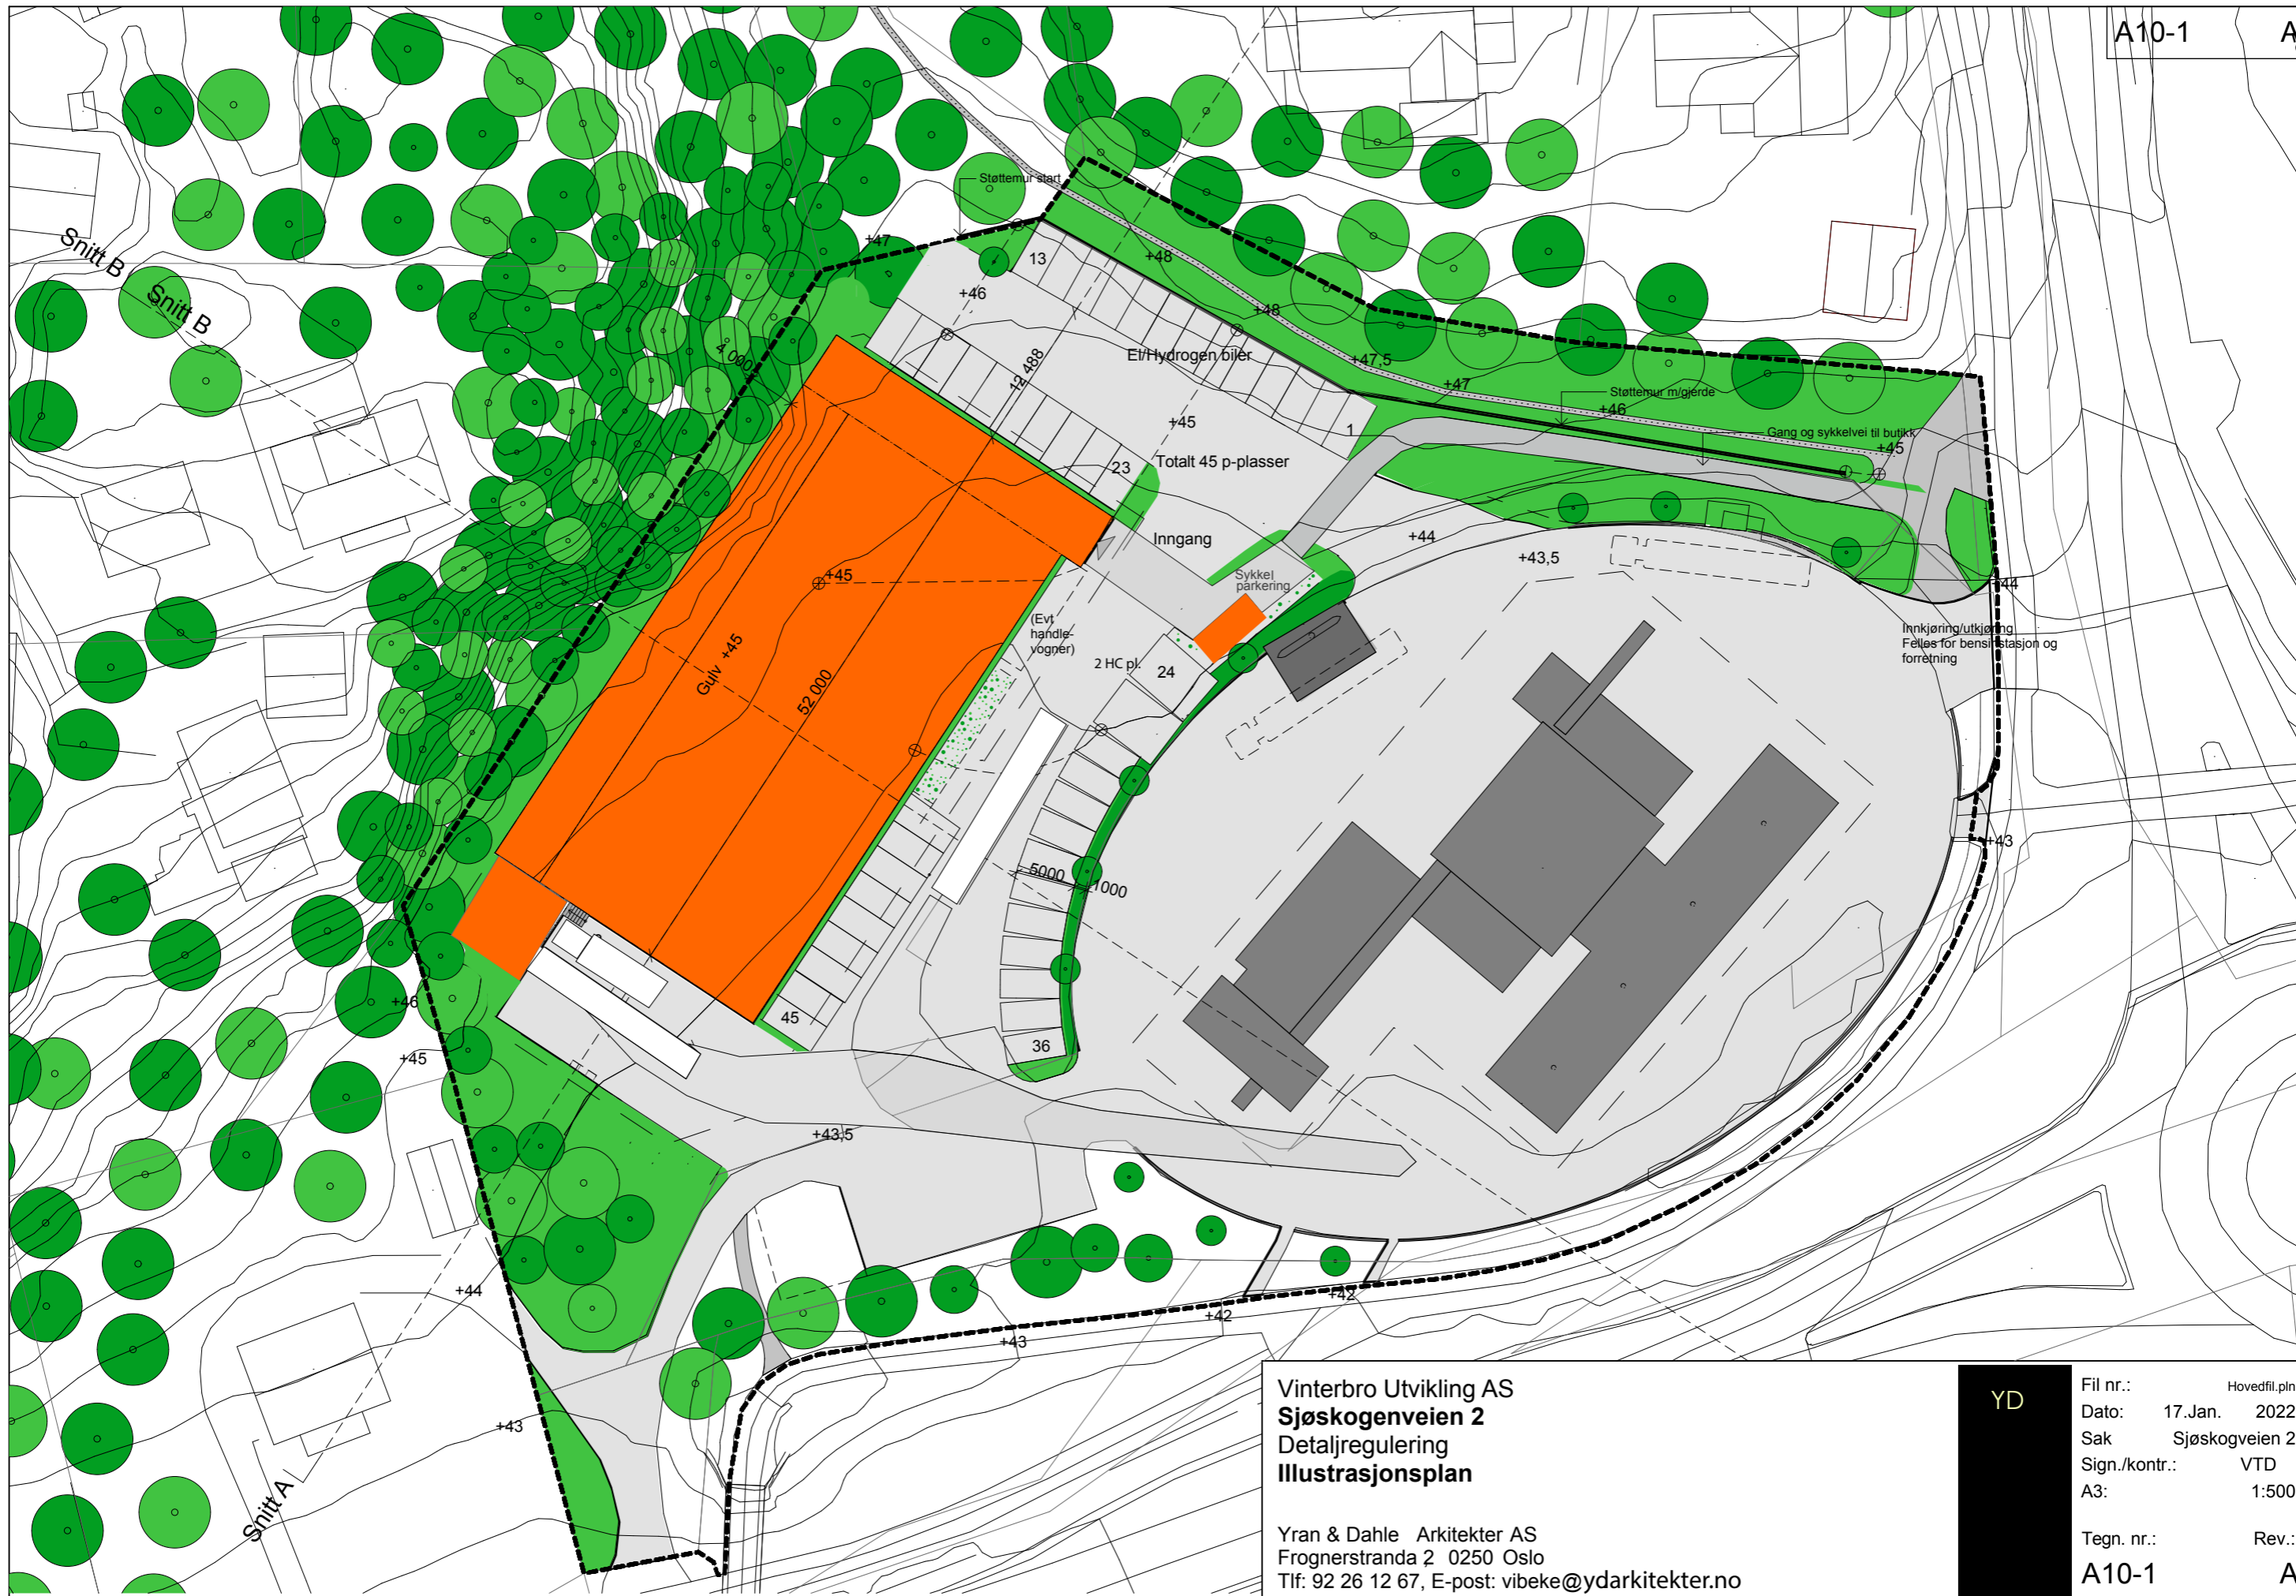 A10-1 A
Støttemur start
+47
Snitt B
Snitt B
13
+48
+46
+48
4 000
12 488
El/Hydrogen biler
+47,5
+47
Støttemur m/gjerde
+46
+45
1
Gang og sykkelvei til butikk
+45
23
Totalt 45 p-plasser
Inngang
+44
+43,5
+45
Sykkel
parkering
+44
(Evt
handle-
vogner)
Innkjøring/utkjøring
Felles for bensinstasjon og
forretning
2 HC pl.
24
Gulv +45
52 000
+43
5000
1000
+46
45
36
+45
+43,5
+44
+42
+42
+43
+43
Snitt A
Vinterbro Utvikling AS
Sjøskogenveien 2
Detaljregulering
Illustrasjonsplan
Yran & Dahle Arkitekter AS
Frognerstranda 2 0250 Oslo
Tlf: 92 26 12 67, E-post: vibeke@ydarkitekter.no
YD
Fil nr.: Hovedfil.pln
Dato: 17.Jan. 2022
Sak Sjøskogveien 2
Sign./kontr.: VTD
A3: 1:500
Tegn. nr.: Rev.:
A10-1 A